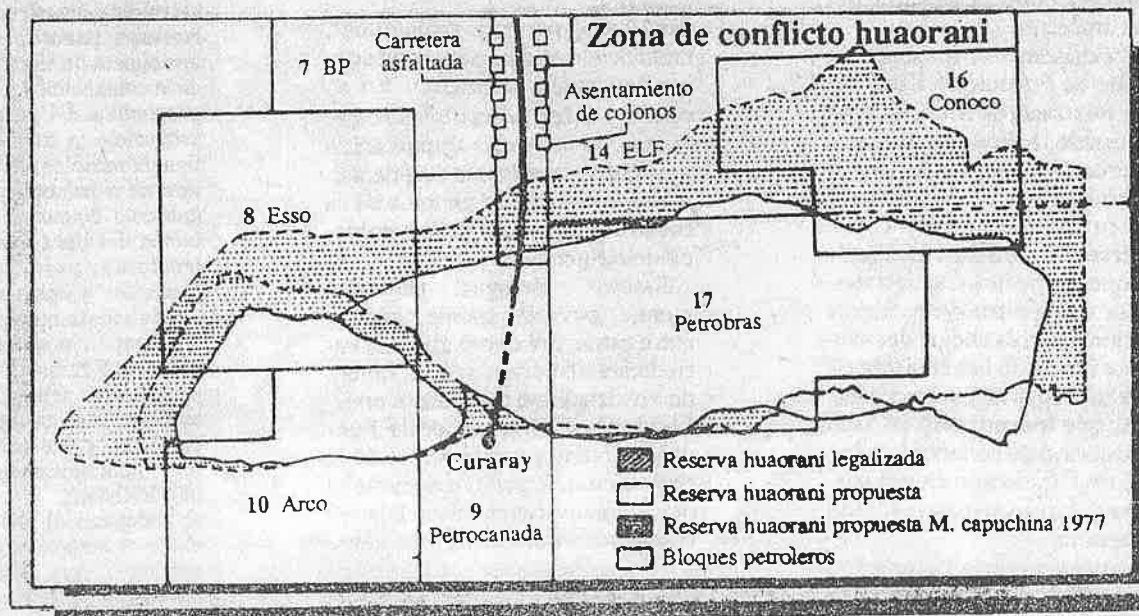 Zona de conflicto huaorani
Carretera
asfaltada
7 BP
Asentamiento
de colonos
14 ELF
16
Conoco
8 Esso
17
Petrobras
Curaray
10 Arco
9
Petrocanada
Reserva huaorani legalizada
Reserva huaorani propuesta
Reserva huaorani propuesta M. capuchina 1977
Bloques petroleros